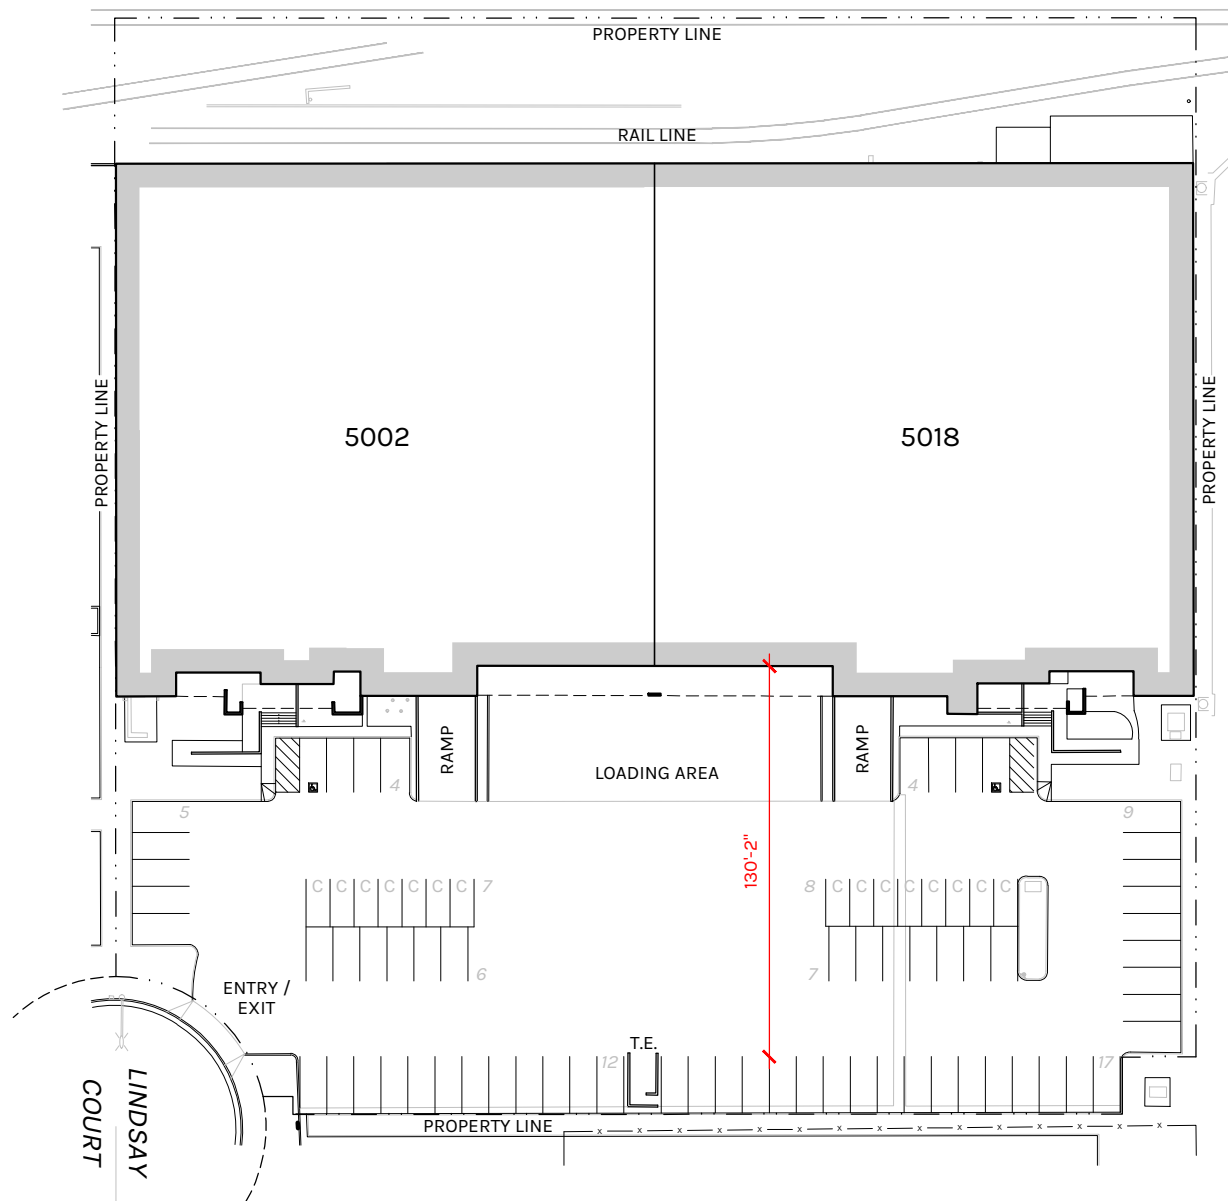 PROPERTY LINE
RAIL LINE
PROPERTY LINE
5002
5018
PROPERTY LINE
RAMP
LOADING AREA
RAMP
4
4
5
9
130'-2"
C C C C C C C 7
8 C C C C C C C C
6
7
ENTRY /
EXIT
T.E.
12
17
LINDSAY
COURT
PROPERTY LINE
x x x x x x x x x x x x x x x